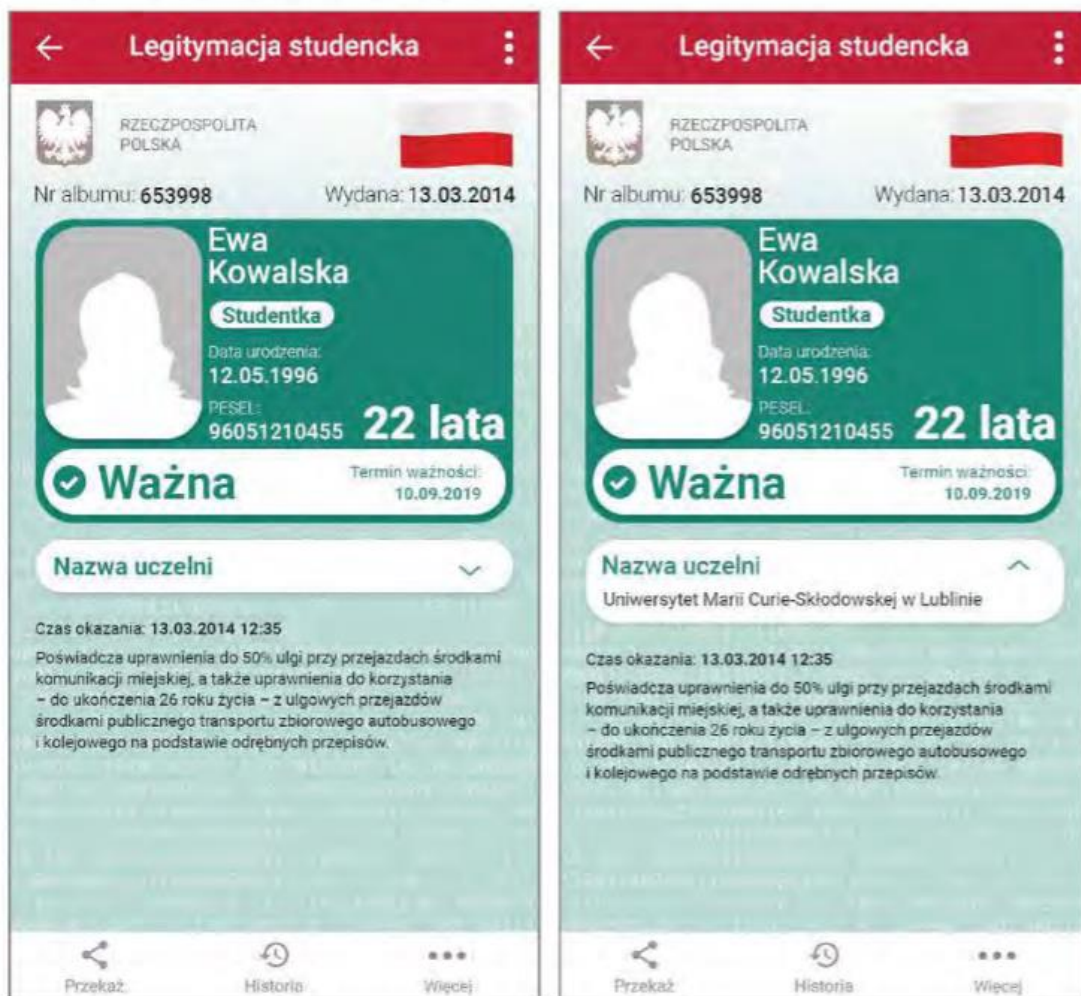 Legitymacja studencka
RZECZPOSPOLITA
POLSKA
Nr albumu: 653998 Wydana: 13.03.2014
Ewa
Kowalska
Studentka
Data urodzenia:
12.05.1996
PESEL:
96051210455 22 lata
Ważna Termin ważności:
10.09.2019
Nazwa uczelni
Czas okazania: 13.03.2014 12:35
Poświadcza uprawnienia do 50% ulgi przy przejazdach środkami
komunikacji miejskiej, a także uprawnienia do korzystania
– do ukończenia 26 roku życia – z ulgowych przejazdów
środkami publicznego transportu zbiorowego autobusowego
i kolejowego na podstawie odrębnych przepisów.
Przekaż Historia Więcej
Legitymacja studencka
RZECZPOSPOLITA
POLSKA
Nr albumu: 653998 Wydana: 13.03.2014
Ewa
Kowalska
Studentka
Data urodzenia:
12.05.1996
PESEL:
96051210455 22 lata
Ważna Termin ważności:
10.09.2019
Nazwa uczelni
Uniwersytet Marii Curie-Skłodowskej w Lublinie
Czas okazania: 13.03.2014 12:35
Poświadcza uprawnienia do 50% ulgi przy przejazdach środkami
komunikacji miejskiej, a także uprawnienia do korzystania
– do ukończenia 26 roku życia – z ulgowych przejazdów
środkami publicznego transportu zbiorowego autobusowego
i kolejowego na podstawie odrębnych przepisów.
Przekaż Historia Więcej